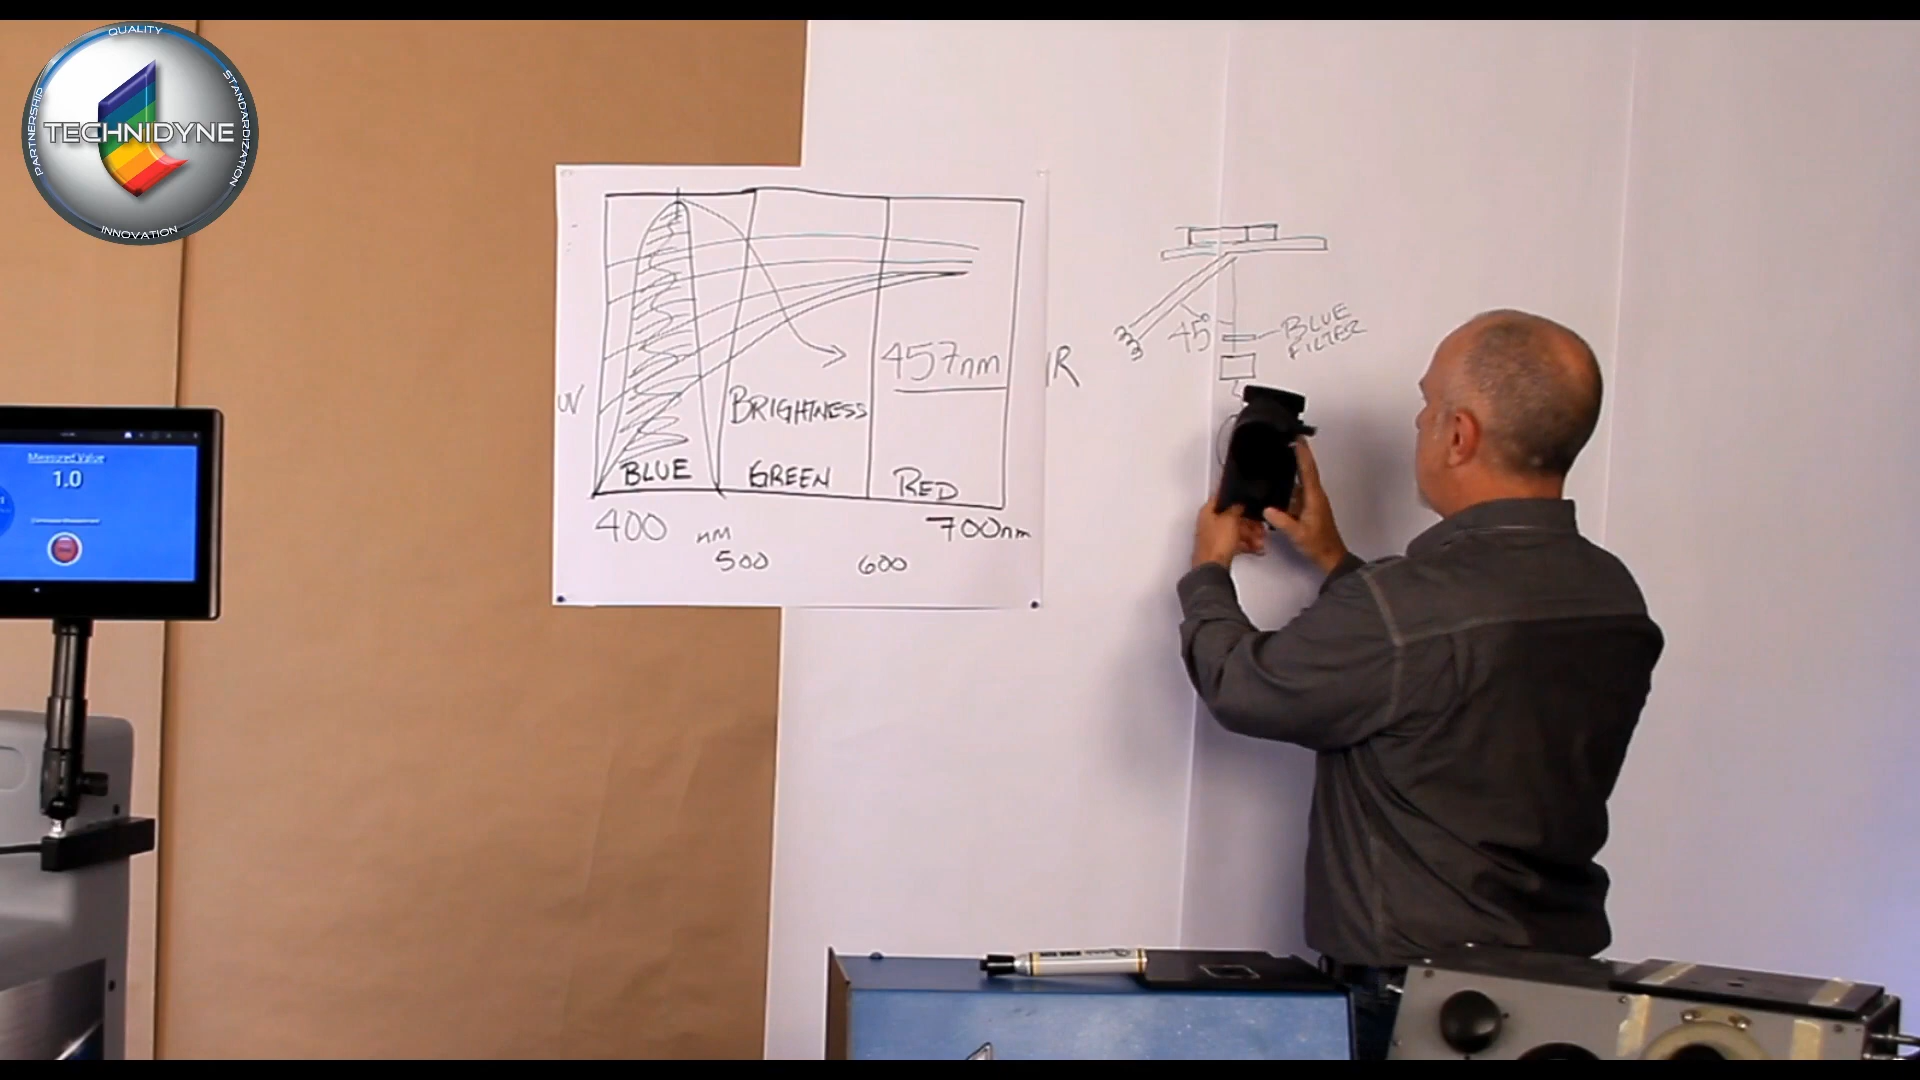 QUALITY
PARTNERSHIP
STANDARDIZATION
TECHNIDYNE
INNOVATION
UV
BRIGHTNESS
457nm
IR
BLUE
GREEN
RED
400
nm
700nm
500
600
45°
BLUE
FILTER
Measured Value
1.0